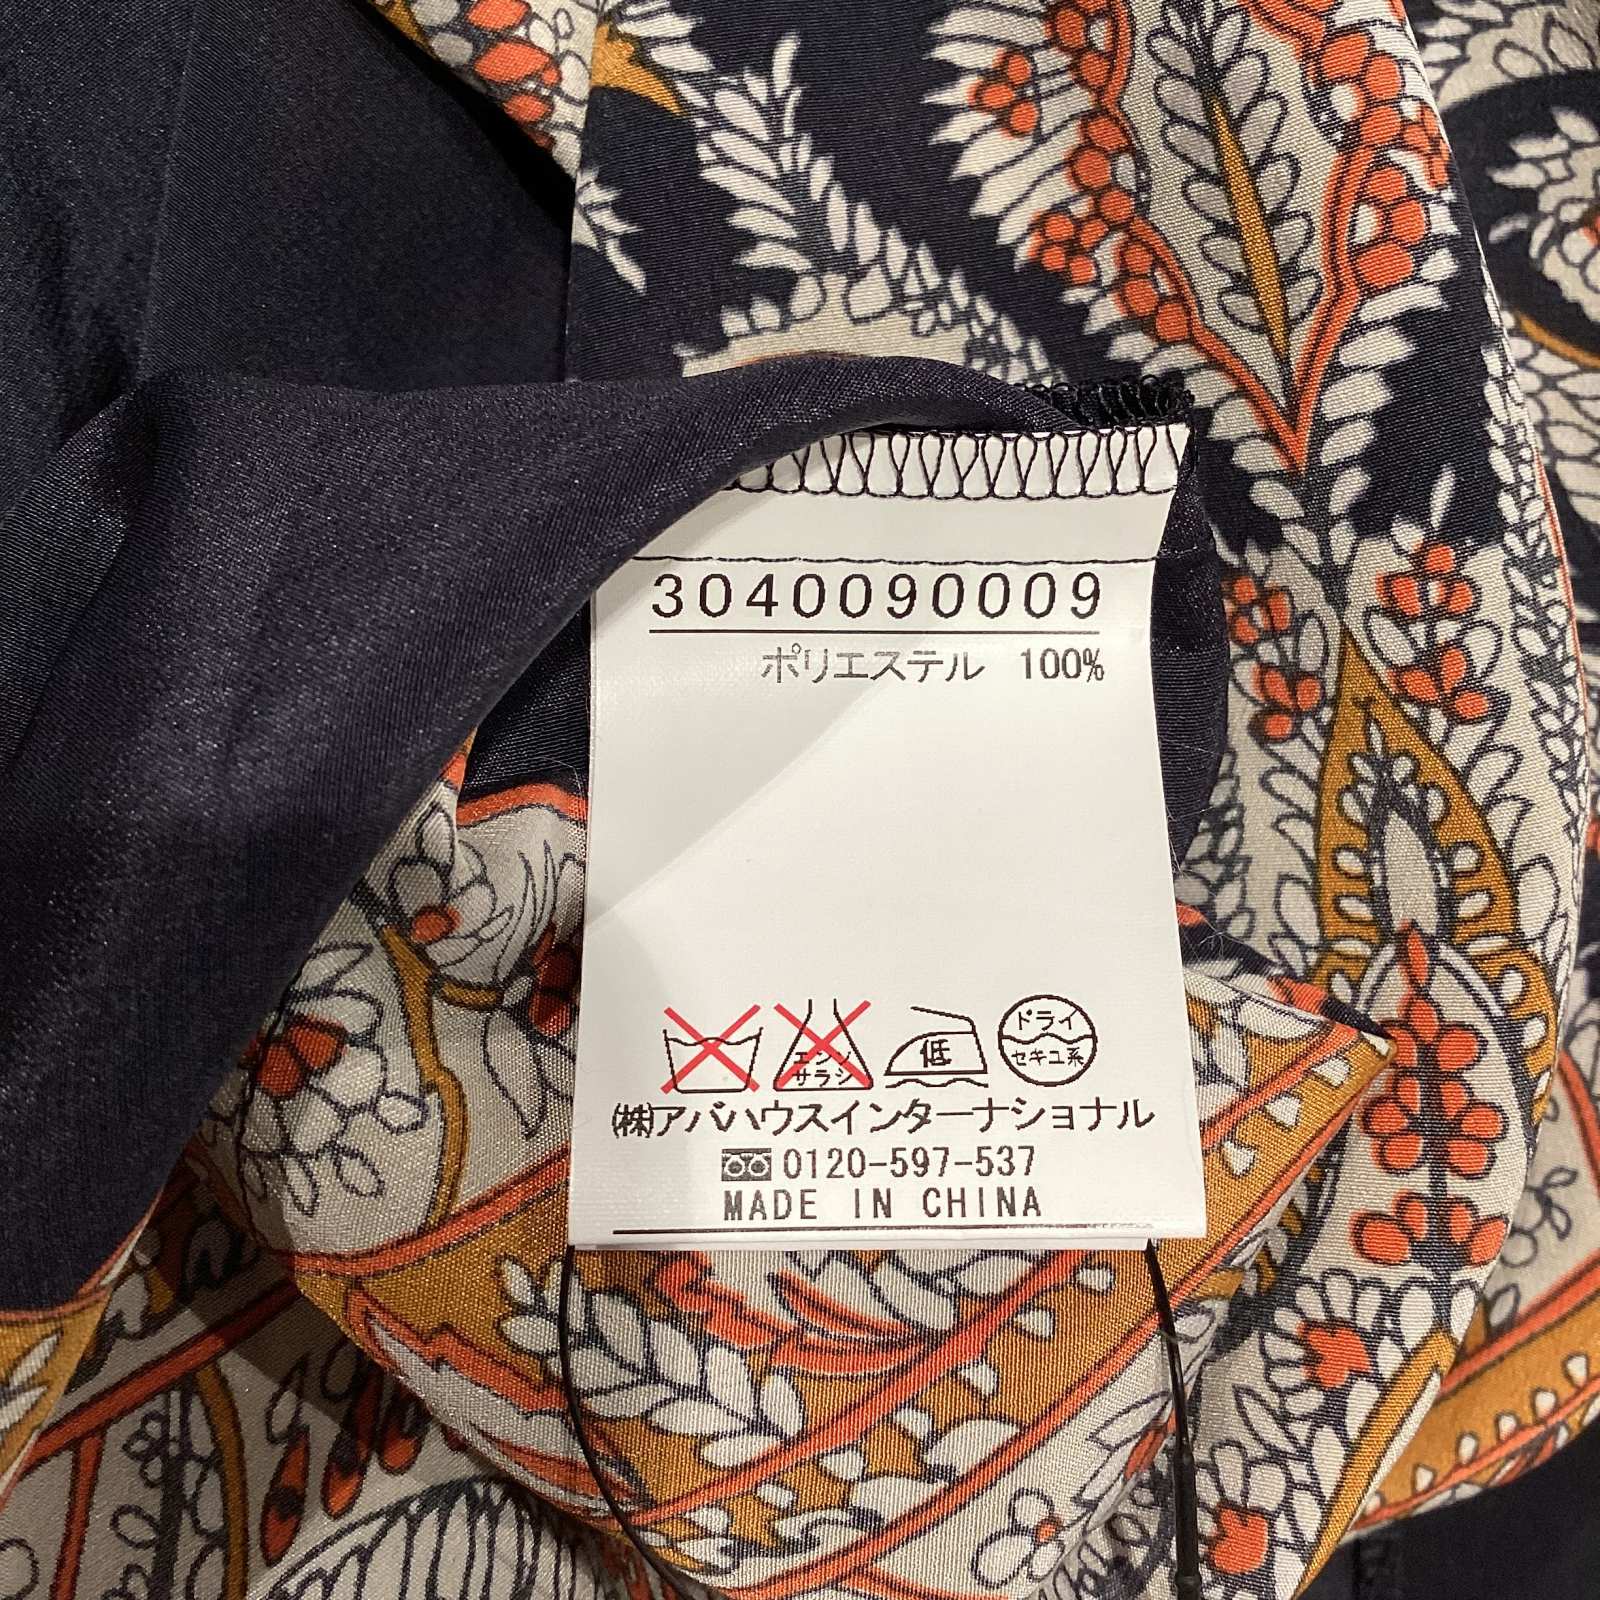 3040090009
ポリエステル 100%
エンソ サラシ 低 ドライ セキユ系
(株)アバハウスインターナショナル
0120-597-537
MADE IN CHINA